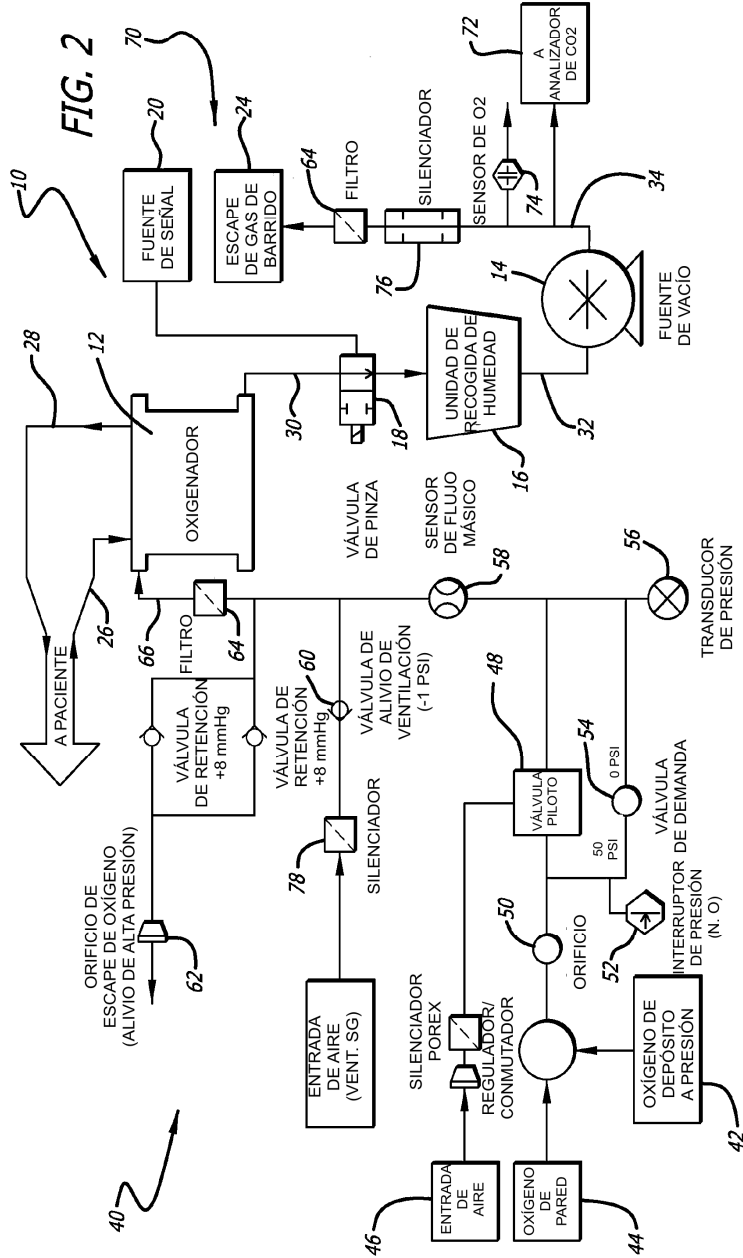 FIG. 2
10
70
20
FUENTE
DE SEÑAL
24
ESCAPE
DE GAS DE
BARRIDO
64
FILTRO
76
SILENCIADOR
SENSOR DE O2
74
72
A
ANALIZADOR
DE CO2
34
14
FUENTE
DE VACÍO
28
12
OXIGENADOR
30
18
VÁLVULA
DE PINZA
UNIDAD DE
RECOGIDA DE
HUMEDAD
16
32
A PACIENTE
26
66
FILTRO
64
SENSOR
DE FLUJO
MÁSICO
58
56
TRANSDUCTOR
DE PRESIÓN
VÁLVULA
DE RETENCIÓN
+8 mmHg
VÁLVULA DE
RETENCIÓN
+8 mmHg
60
VÁLVULA DE
ALIVIO DE
VENTILACIÓN
(-1 PSI)
ORIFICIO DE
ESCAPE DE OXÍGENO
(ALIVIO DE ALTA PRESIÓN)
62
78
SILENCIADOR
ENTRADA
DE AIRE
(VENT. SG)
48
VÁLVULA
PILOTO
50
PSI
0 PSI
54
VÁLVULA
DE DEMANDA
INTERRUPTOR
DE PRESIÓN
(N. O)
52
50
ORIFICIO
SILENCIADOR
POREX
REGULADOR/
CONMUTADOR
40
46
ENTRADA
DE
AIRE
44
OXÍGENO
DE
PARED
42
OXÍGENO DE
DEPÓSITO
A PRESIÓN